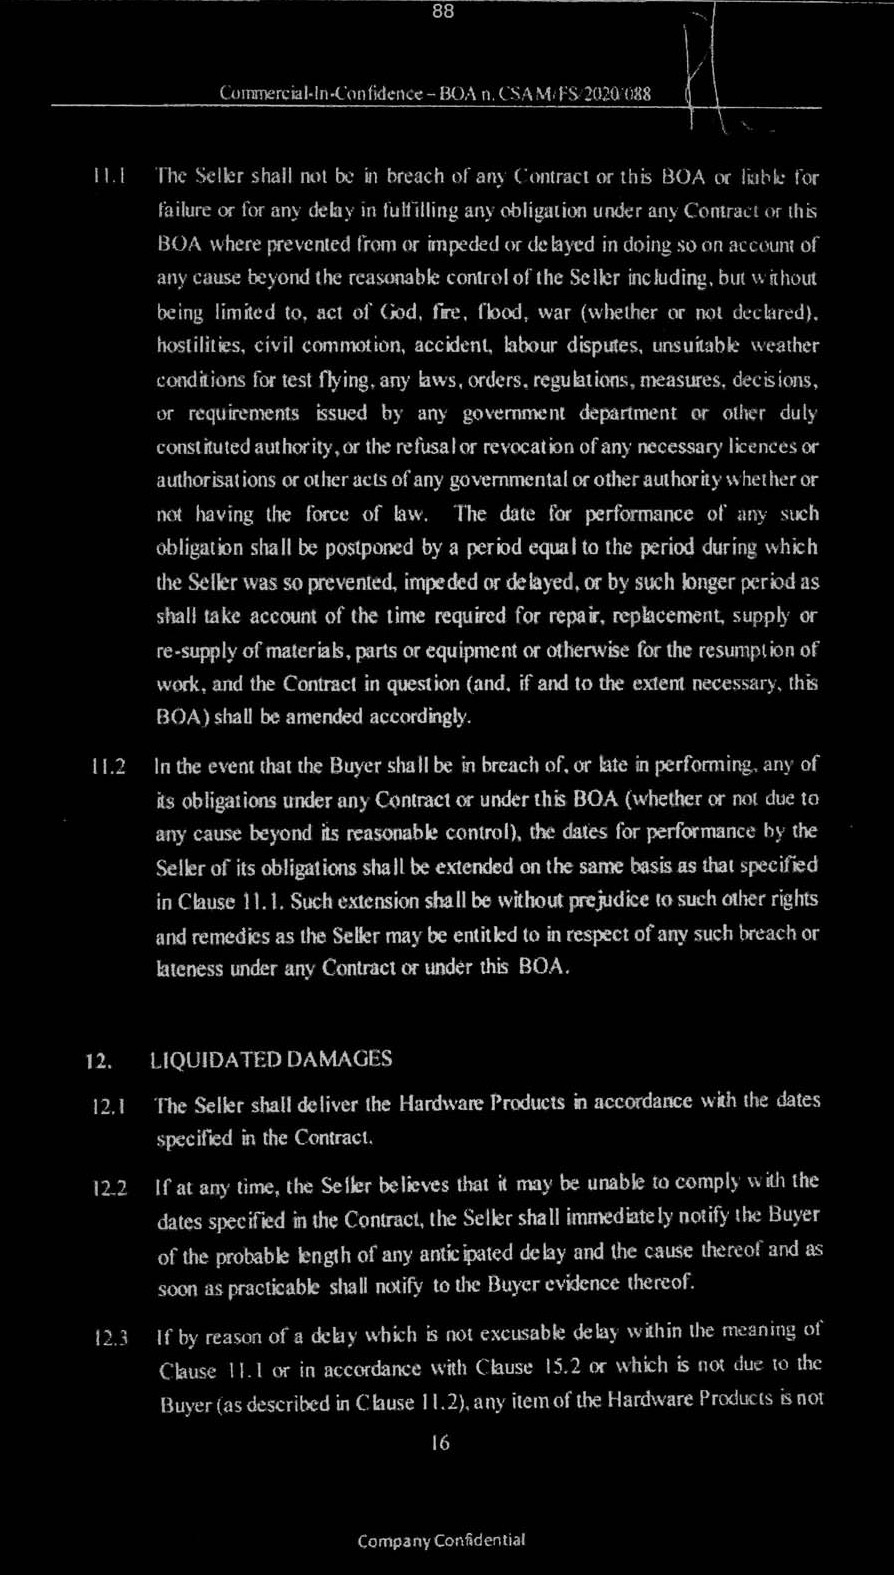 88
Commercial-In-Confidence – BOA n. CSAM/FS/2020/088
11.1 The Seller shall not be in breach of any Contract or this BOA or liable for
failure or for any delay in fulfilling any obligation under any Contract or this
BOA where prevented from or impeded or delayed in doing so on account of
any cause beyond the reasonable control of the Seller including, but without
being limited to, act of God, fire, flood, war (whether or not declared),
hostilities, civil commotion, accident, labour disputes, unsuitable weather
conditions for test flying, any laws, orders, regulations, measures, decisions,
or requirements issued by any government department or other duly
constituted authority, or the refusal or revocation of any necessary licences or
authorisations or other acts of any governmental or other authority whether or
not having the force of law. The date for performance of any such
obligation shall be postponed by a period equal to the period during which
the Seller was so prevented, impeded or delayed, or by such longer period as
shall take account of the time required for repair, replacement, supply or
re-supply of materials, parts or equipment or otherwise for the resumption of
work, and the Contract in question (and, if and to the extent necessary, this
BOA) shall be amended accordingly.
11.2 In the event that the Buyer shall be in breach of, or late in performing, any of
its obligations under any Contract or under this BOA (whether or not due to
any cause beyond its reasonable control), the dates for performance by the
Seller of its obligations shall be extended on the same basis as that specified
in Clause 11.1. Such extension shall be without prejudice to such other rights
and remedies as the Seller may be entitled to in respect of any such breach or
lateness under any Contract or under this BOA.
12. LIQUIDATED DAMAGES
12.1 The Seller shall deliver the Hardware Products in accordance with the dates
specified in the Contract.
12.2 If at any time, the Seller believes that it may be unable to comply with the
dates specified in the Contract, the Seller shall immediately notify the Buyer
of the probable length of any anticipated delay and the cause thereof and as
soon as practicable shall notify to the Buyer evidence thereof.
12.3 If by reason of a delay which is not excusable delay within the meaning of
Clause 11.1 or in accordance with Clause 15.2 or which is not due to the
Buyer (as described in Clause 11.2), any item of the Hardware Products is not
16
Company Confidential